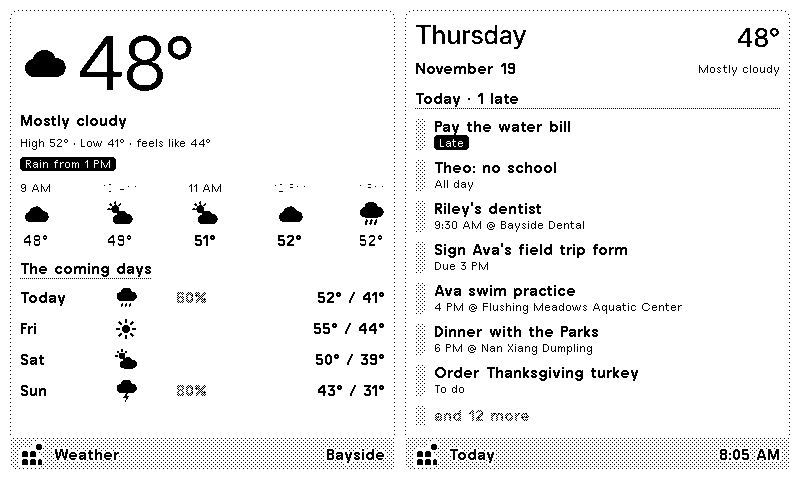 48°
Mostly cloudy
High 52° · Low 41° · feels like 44°
Rain from 1 PM
9 AM 11 AM
48° 49° 51° 52° 52°
The coming days
Today 60% 52° / 41°
Fri 55° / 44°
Sat 50° / 39°
Sun 80% 43° / 31°
Weather Bayside
Thursday 48°
November 19 Mostly cloudy
Today · 1 late
Pay the water bill
Late
Theo: no school
All day
Riley's dentist
9:30 AM @ Bayside Dental
Sign Ava's field trip form
Due 3 PM
Ava swim practice
4 PM @ Flushing Meadows Aquatic Center
Dinner with the Parks
6 PM @ Nan Xiang Dumpling
Order Thanksgiving turkey
To do
and 12 more
Today 8:05 AM